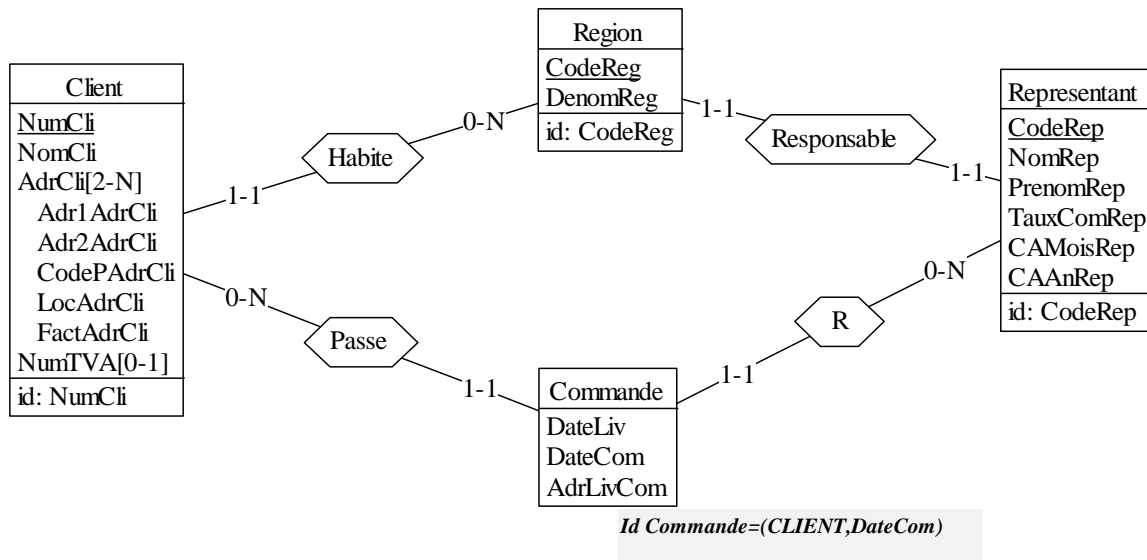 Region
CodeReg
DenomReg
id: CodeReg
Client
NumCli
NomCli
AdrCli[2-N]
Adr1AdrCli
Adr2AdrCli
CodePAdrCli
LocAdrCli
FactAdrCli
NumTVA[0-1]
id: NumCli
Representant
CodeRep
NomRep
PrenomRep
TauxComRep
CAMoisRep
CAAnRep
id: CodeRep
0-N
Habite
1-1
1-1
Responsable
1-1
0-N
Passe
1-1
0-N
R
1-1
Commande
DateLiv
DateCom
AdrLivCom
Id Commande=(CLIENT,DateCom)